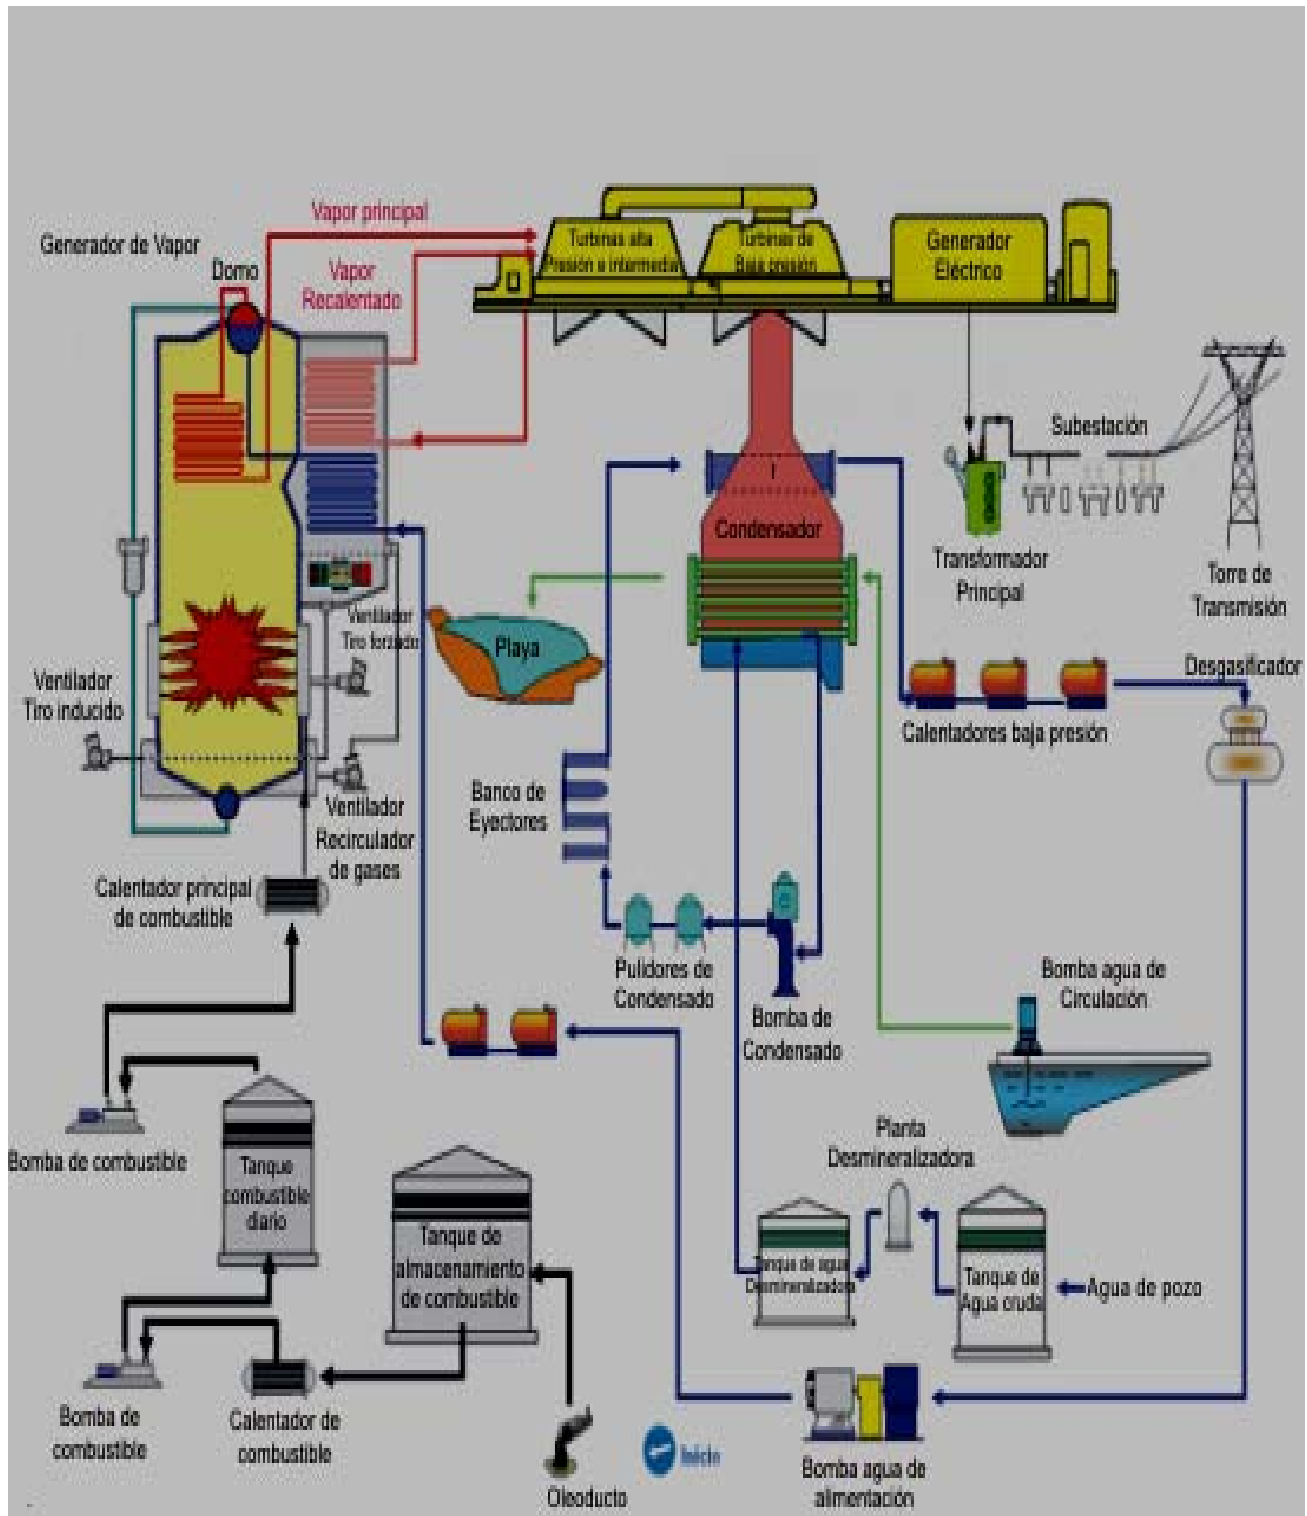 Vapor principal
Generador de Vapor
Domo
Vapor
Recalentado
Turbinas alta
Presión e intermedia
Turbinas de
Baja presión
Generador
Electrico
Subestación
Condensador
Transformador
Principal
Torre de
Transmisión
Ventilador
Tiro forzado
Playa
Ventilador
Tiro inducido
Desgasificador
Calentadores baja presión
Banco de
Eyectores
Ventilador
Recirculador
de gases
Calentador principal
de combustible
Pulidores de
Condensado
Bomba de
Condensado
Bomba agua de
Circulación
Bomba de combustible
Tanque
combustible
diario
Planta
Desmineralizadora
Tanque de
almacenamiento
de combustible
Tanque de agua
Desmineralizadora
Tanque de
Agua cruda
Agua de pozo
Bomba de
combustible
Calentador de
combustible
Oleoducto
Inicio
Bomba agua de
alimentación